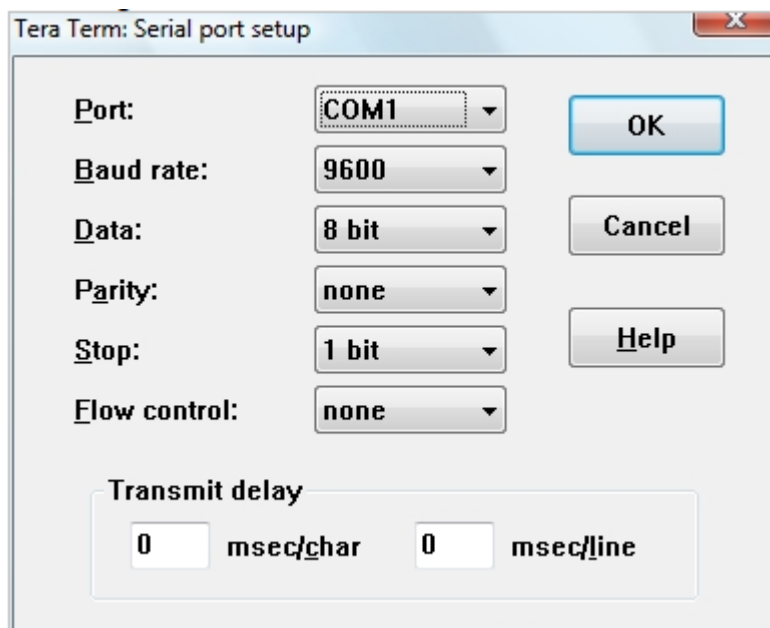 Tera Term: Serial port setup
Port: COM1 OK
Baud rate: 9600
Data: 8 bit Cancel
Parity: none
Stop: 1 bit Help
Flow control: none
Transmit delay
0 msec/char 0 msec/line